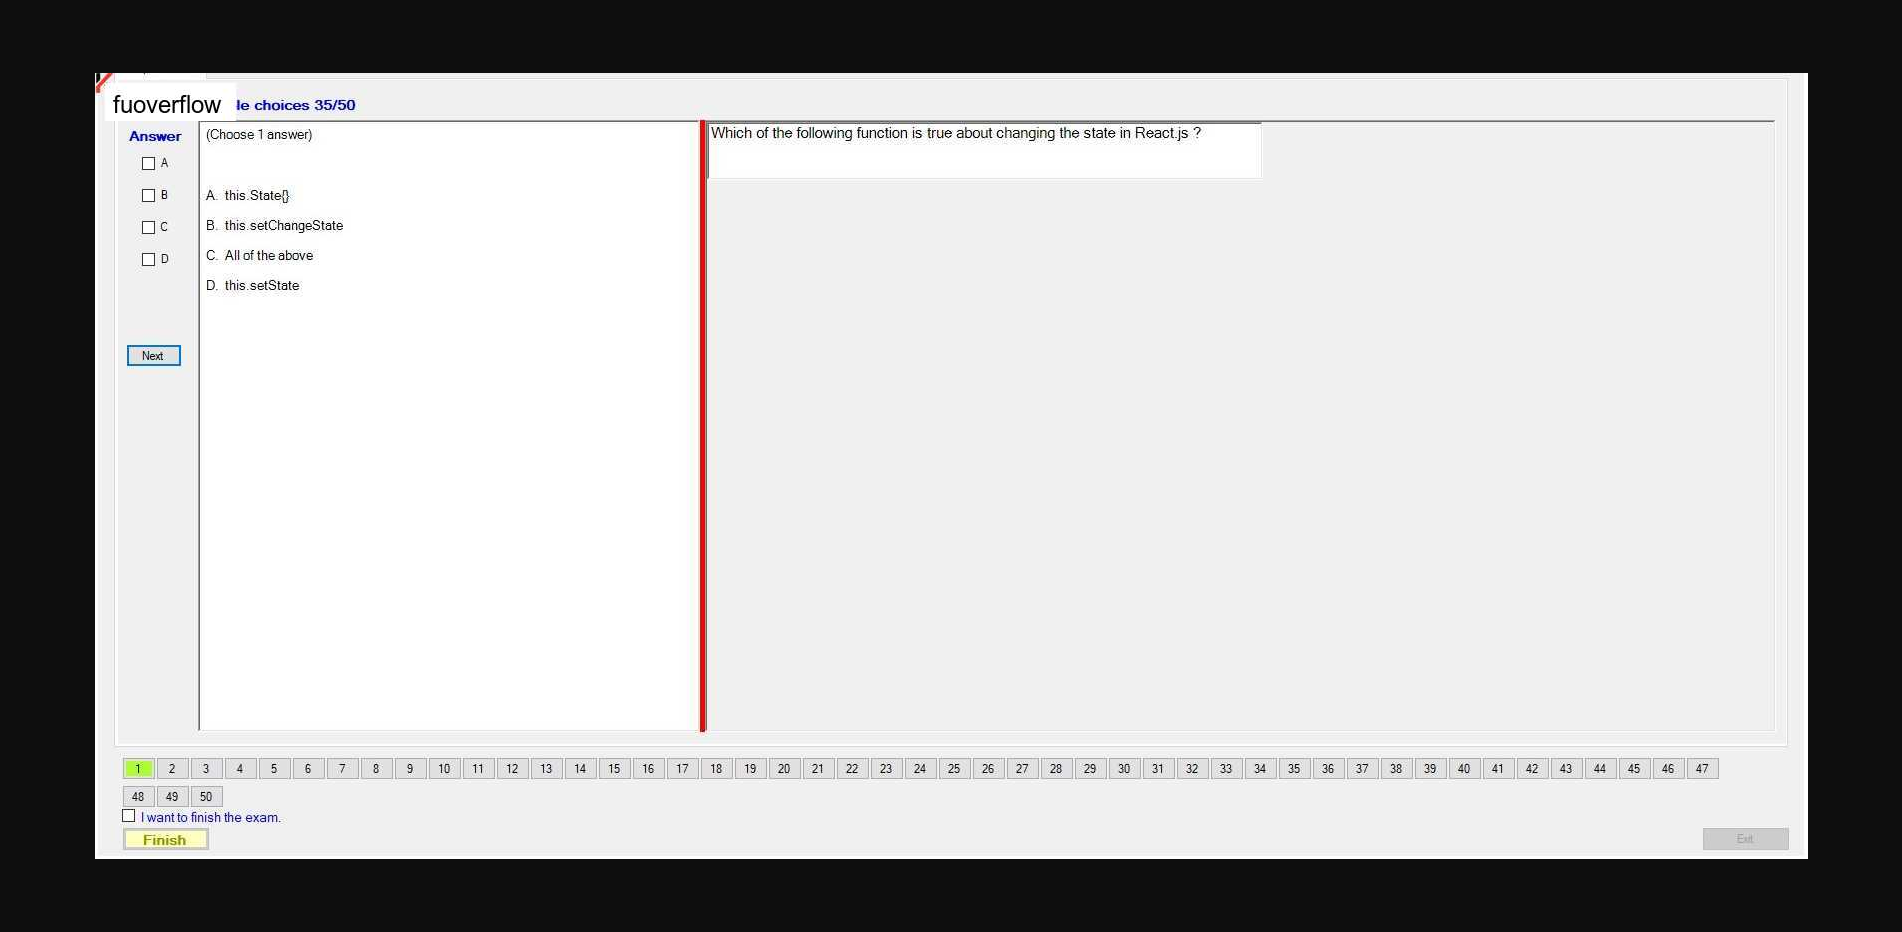 fuoverflow
le choices 35/50
Answer
(Choose 1 answer)
Which of the following function is true about changing the state in React.js ?
A
B
C
D
A. this.State{}
B. this.setChangeState
C. All of the above
D. this.setState
Next
1 2 3 4 5 6 7 8 9 10 11 12 13 14 15 16 17 18 19 20 21 22 23 24 25 26 27 28 29 30 31 32 33 34 35 36 37 38 39 40 41 42 43 44 45 46 47
48 49 50
I want to finish the exam.
Finish
Exit